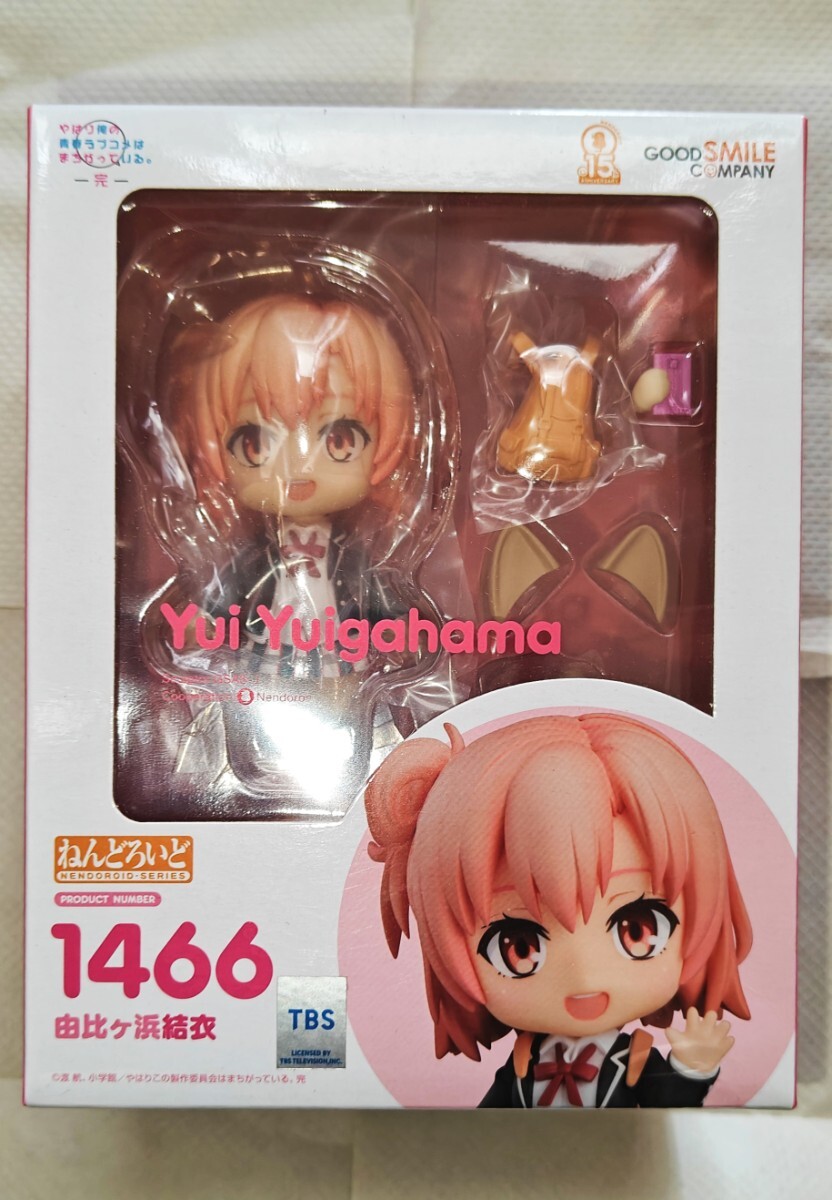 やはり俺の
青春ラブコメは
まちがっている。
― 完 ―
15
ANNIVERSARY
GOOD SMILE
COMPANY
Yui Yuigahama
Nendoron
ねんどろいど
NENDOROID-SERIES
PRODUCT NUMBER
1466
由比ヶ浜結衣
TBS
LICENSED BY
TBS TELEVISION, INC.
©渡 航、小学館／やはりこの製作委員会はまちがっている。完